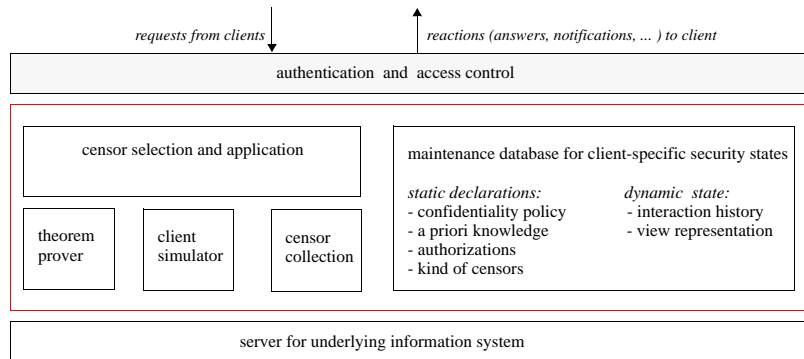 requests from clients
reactions (answers, notifications, ... ) to client
authentication and access control
censor selection and application
theorem
prover
client
simulator
censor
collection
maintenance database for client-specific security states
static declarations:
- confidentiality policy
- a priori knowledge
- authorizations
- kind of censors
dynamic state:
- interaction history
- view representation
server for underlying information system